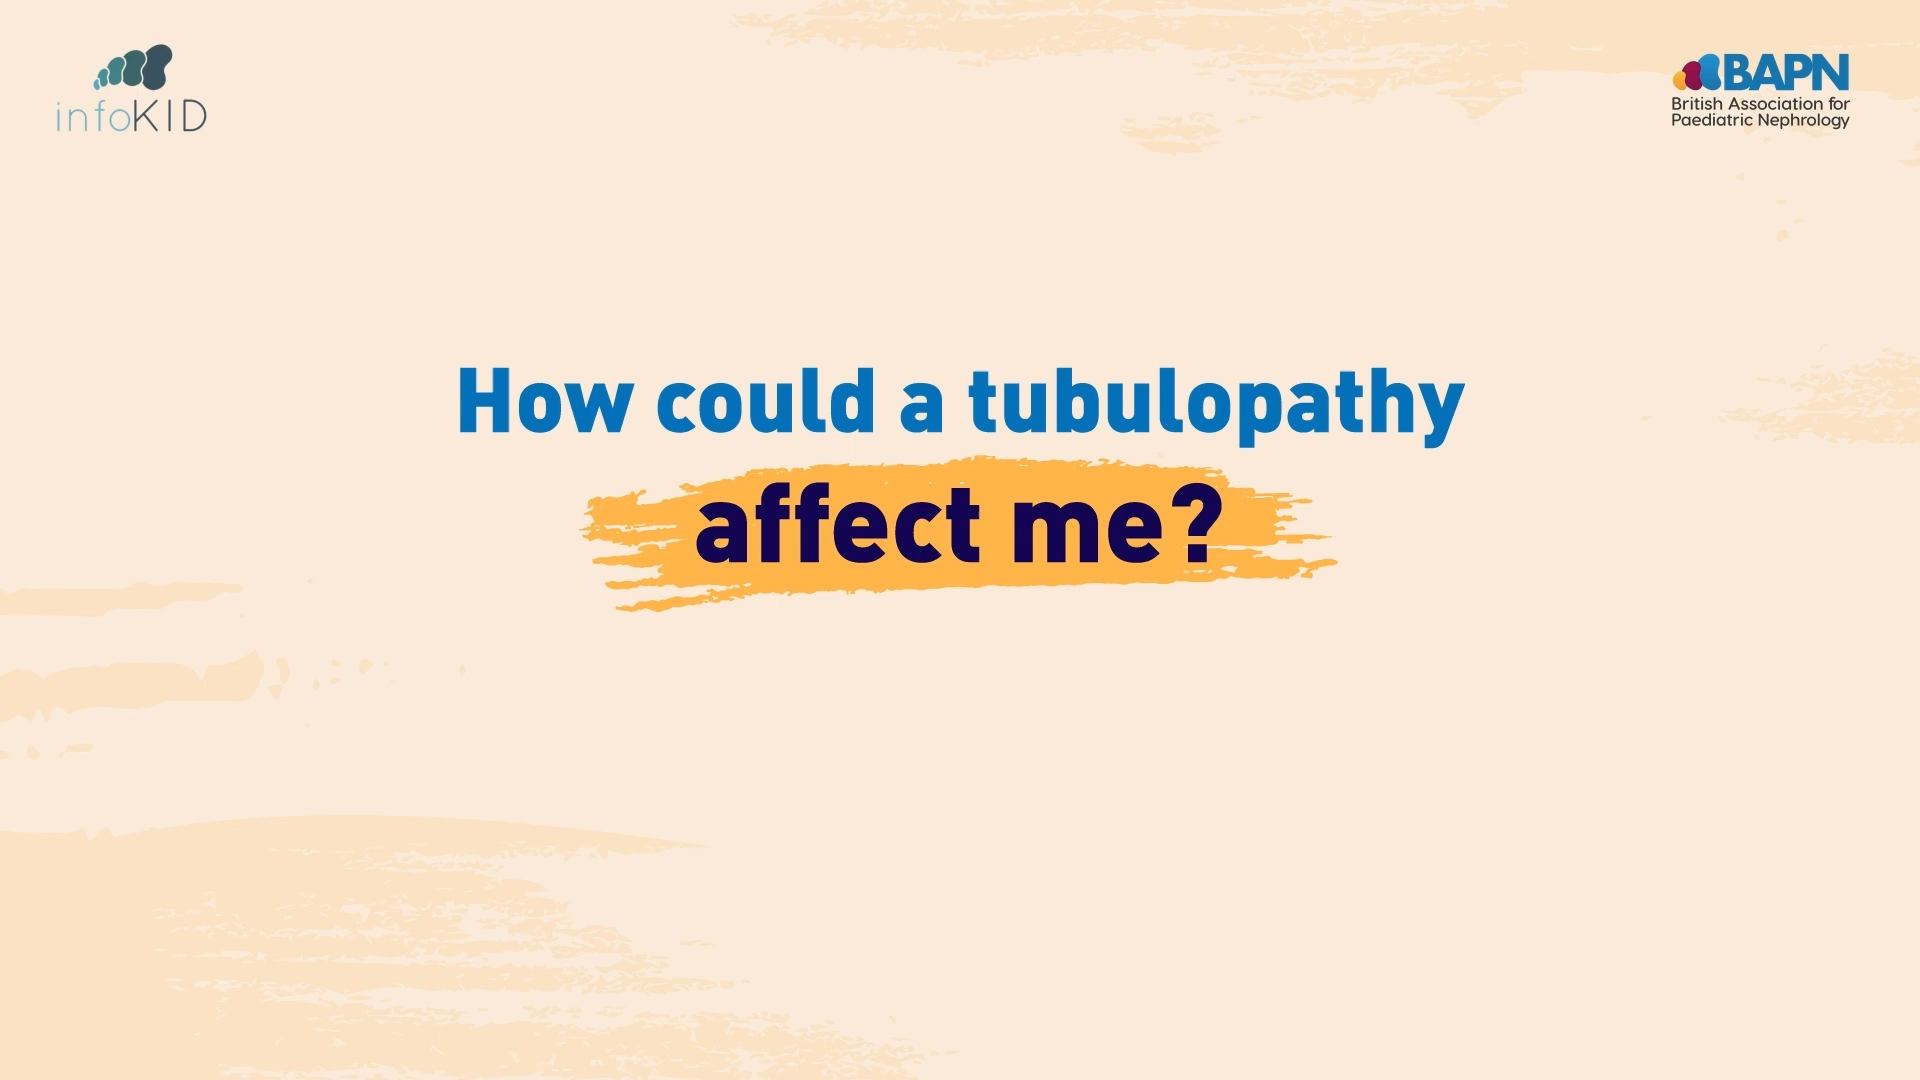 infoKID
BAPN
British Association for
Paediatric Nephrology
How could a tubulopathy
affect me?